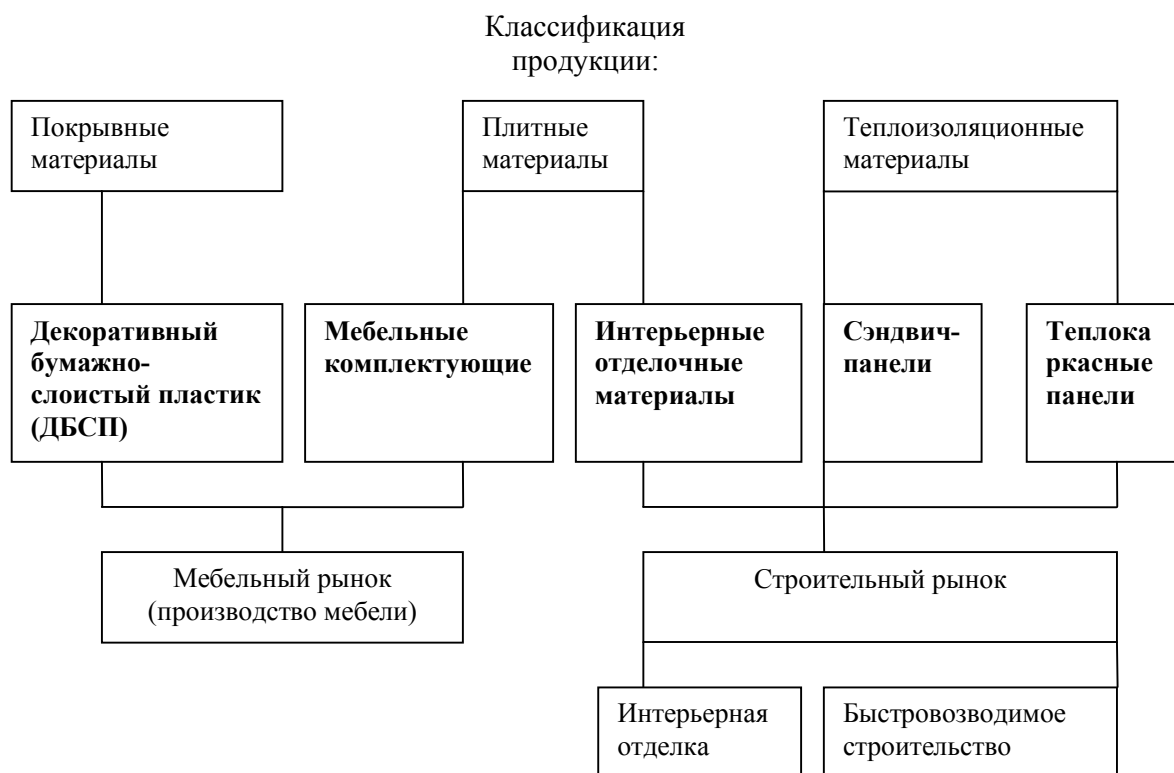 Классификация
продукции:
Покрывные
материалы
Плитные
материалы
Теплоизоляционные
материалы
Декоративный
бумажно-
слоистый пластик
(ДБСП)
Мебельные
комплектующие
Интерьерные
отделочные
материалы
Сэндвич-
панели
Теплока
ркасные
панели
Мебельный рынок
(производство мебели)
Строительный рынок
Интерьерная
отделка
Быстровозводимое
строительство